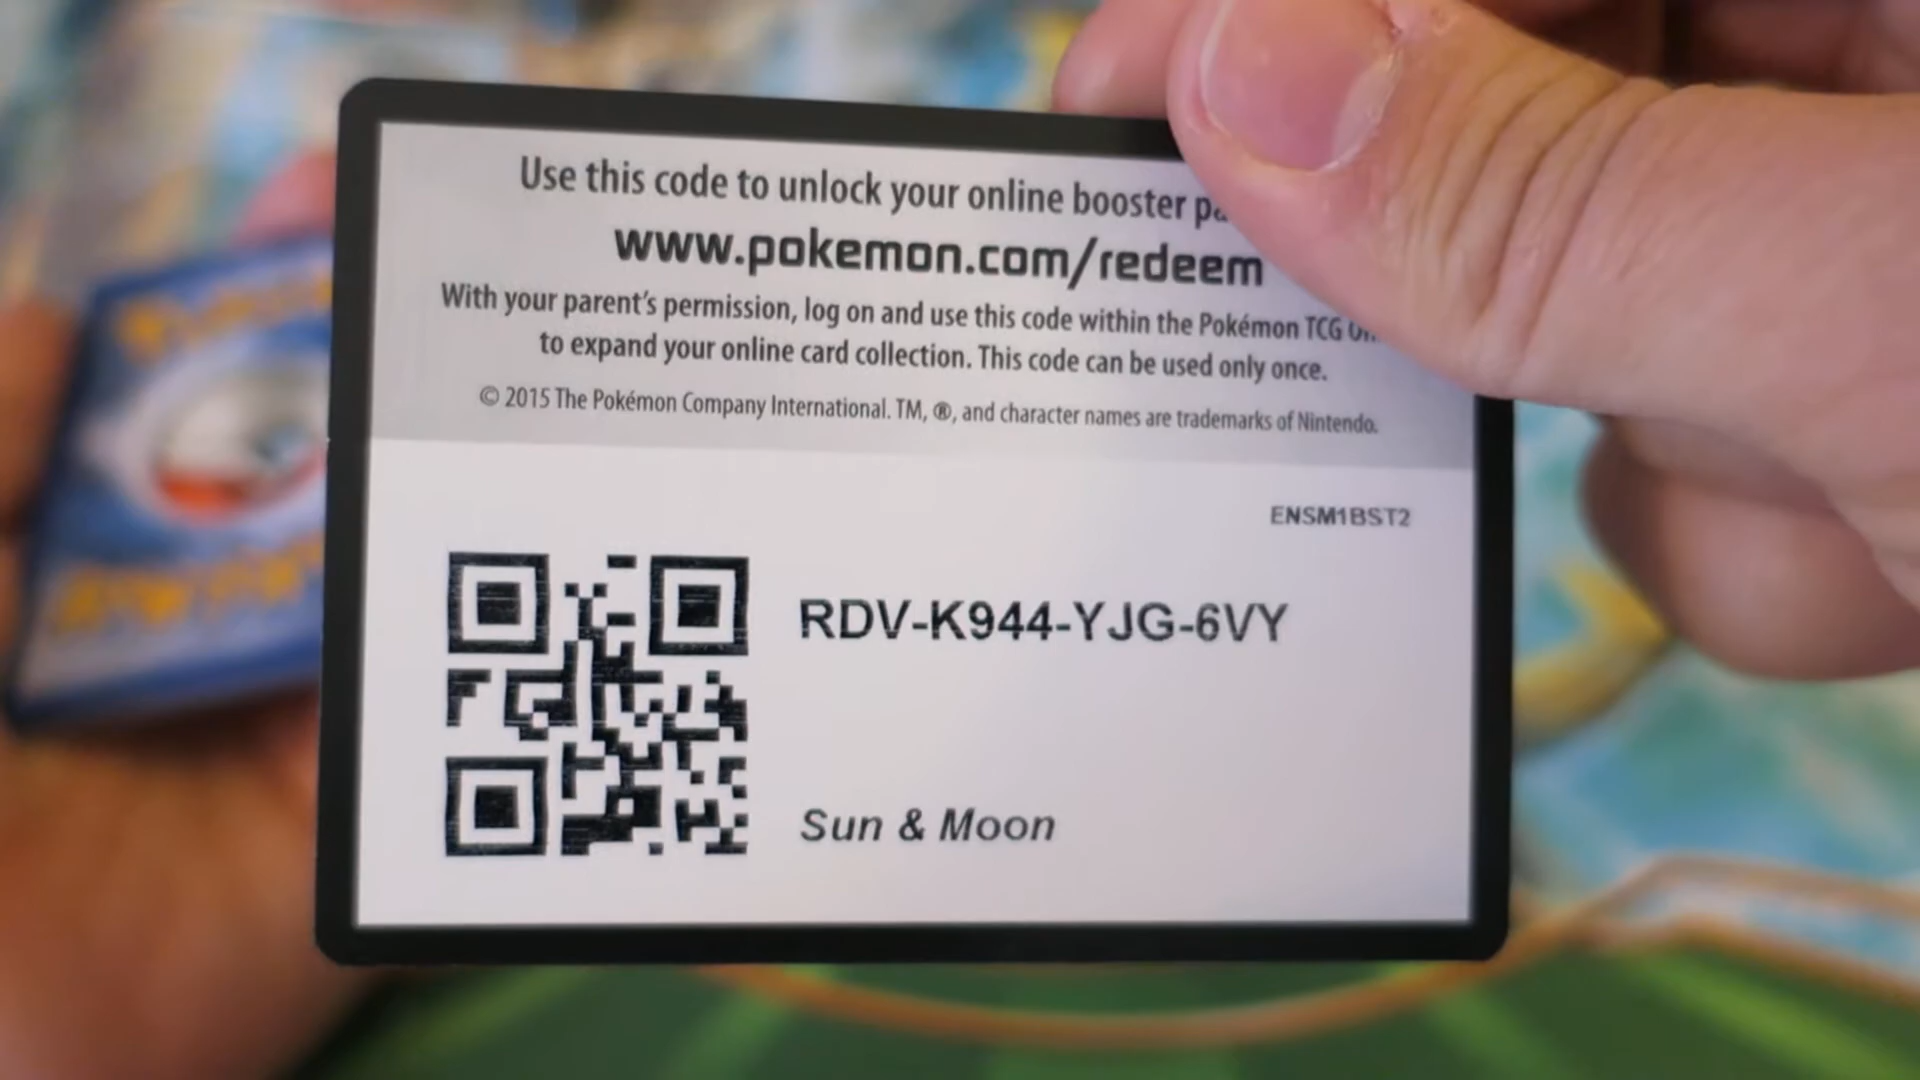 Use this code to unlock your online booster
www.pokemon.com/redeem
With your parent's permission, log on and use this code within the Pokémon TCG
to expand your online card collection. This code can be used only once.
© 2015 The Pokémon Company International. TM, ®, and character names are trademarks of Nintendo.
ENSM1BST2
RDV-K944-YJG-6VY
Sun & Moon